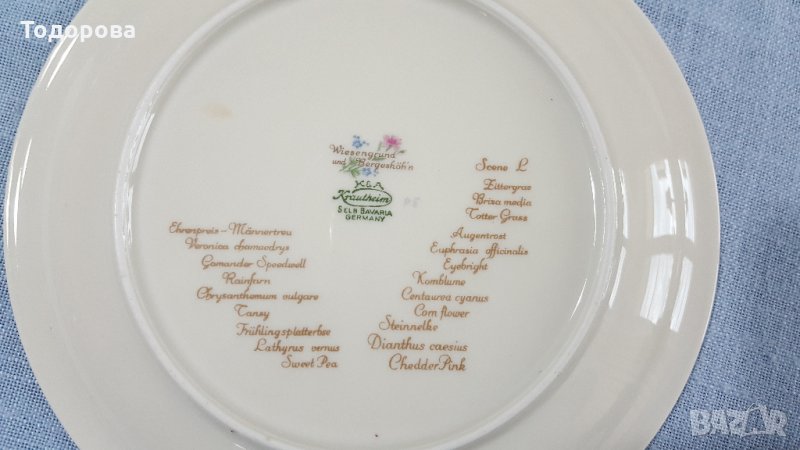 Тодорова
Wiesengrund
und Bergeshöh'n
K&A
Krautheim
SELB BAVARIA
GERMANY
Scene L
Zittergras
Briza media
Totter Grass
Augentrost
Euphrasia officinalis
Eyebright
Kornblume
Centaurea cyanus
Corn flower
Steinnelke
Dianthus caesius
Chedder Pink
Ehrenpreis-Männertreu
Veronica chamaedrys
Gamander Speedwell
Rainfarn
Chrysanthemum vulgare
Tansy
Frühlingsplatterbse
Lathyrus vernus
Sweet Pea
BAZAR